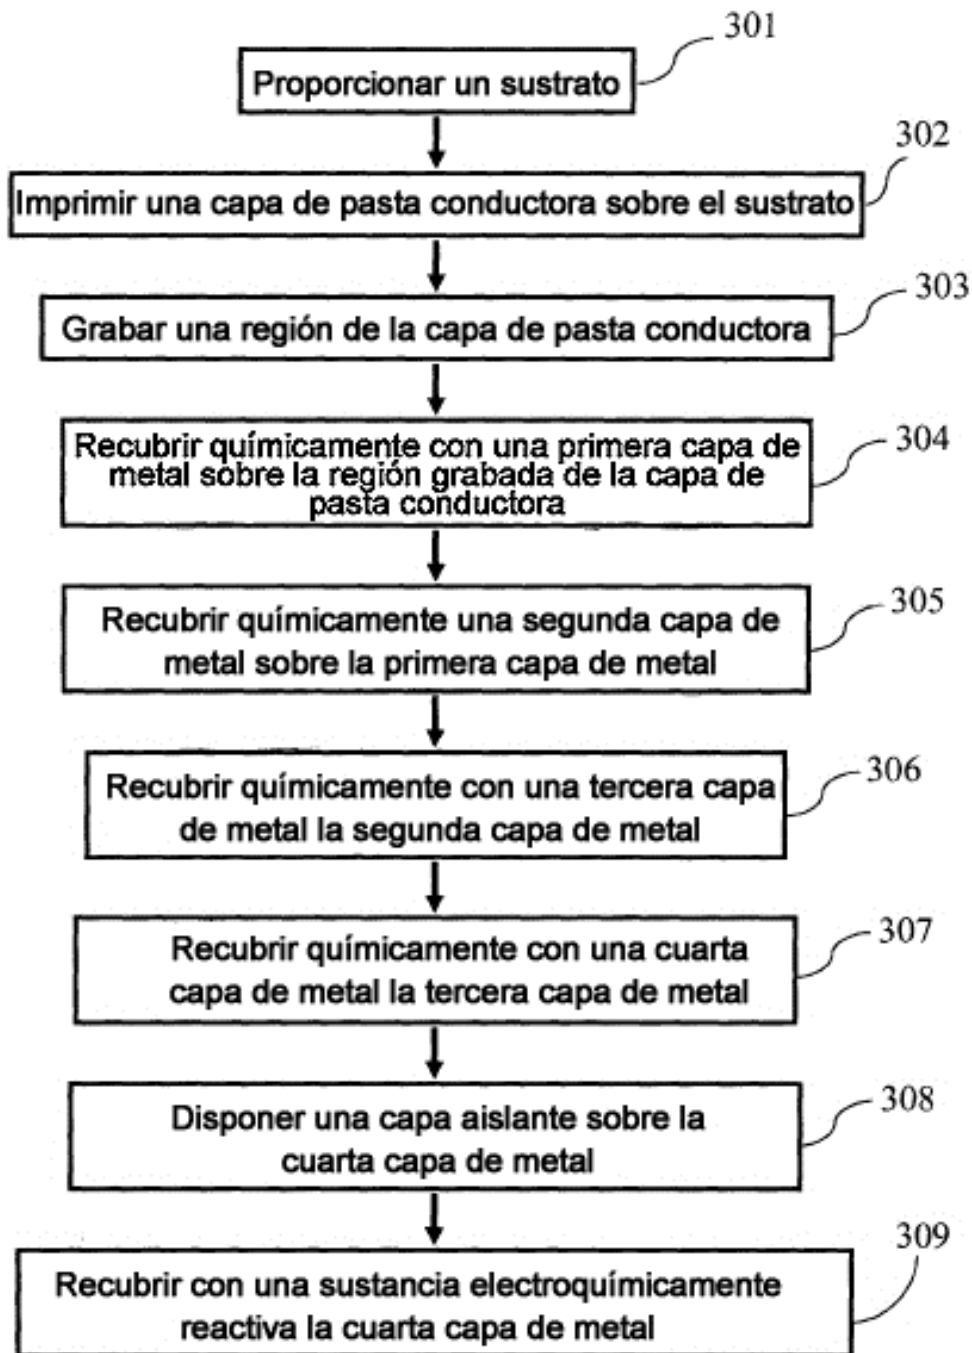 301
Proporcionar un sustrato
302
Imprimir una capa de pasta conductora sobre el sustrato
303
Grabar una región de la capa de pasta conductora
304
Recubrir químicamente con una primera capa de
metal sobre la región grabada de la capa de
pasta conductora
305
Recubrir químicamente una segunda capa de
metal sobre la primera capa de metal
306
Recubrir químicamente con una tercera capa
de metal la segunda capa de metal
307
Recubrir químicamente con una cuarta
capa de metal la tercera capa de metal
308
Disponer una capa aislante sobre la
cuarta capa de metal
309
Recubrir con una sustancia electroquímicamente
reactiva la cuarta capa de metal